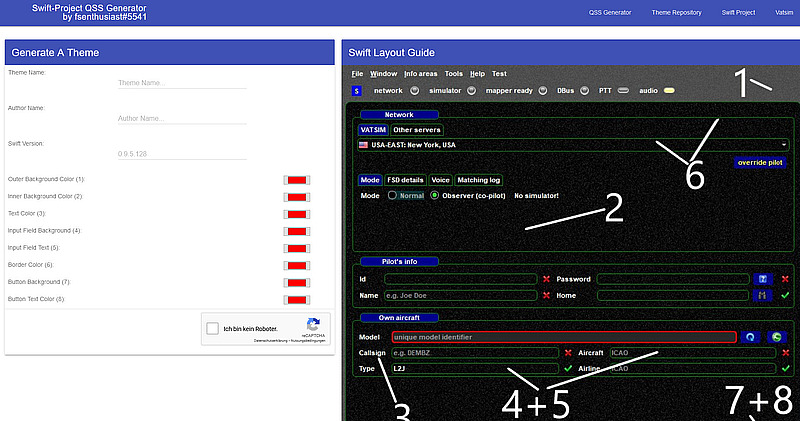 Swift-Project QSS Generator
by fsenthusiast#5541
QSS Generator Theme Repository Swift Project Vatsim
Generate A Theme
Theme Name:
Theme Name...
Author Name:
Author Name...
Swift Version:
0.9.5.128
Outer Background Color (1):
Inner Background Color (2):
Text Color (3):
Input Field Background (4):
Input Field Text (5):
Border Color (6):
Button Background (7):
Button Text Color (8):
Ich bin kein Roboter.
reCAPTCHA
Datenschutzerklärung • Nutzungsbedingungen
Swift Layout Guide
File Window Info areas Tools Help Test
S network simulator mapper ready DBus PTT audio
1
Network
VATSIM Other servers
USA-EAST: New York, USA
6
override pilot
Mode FSD details Voice Matching log
Mode Normal Observer (co-pilot) No simulator!
2
Pilot's info
Id Password
Name e.g. Joe Doe Home
Own aircraft
Model unique model identifier
Callsign e.g. DEMBZ Aircraft ICAO
Type L2J Airline ICAO
3 4+5 7+8